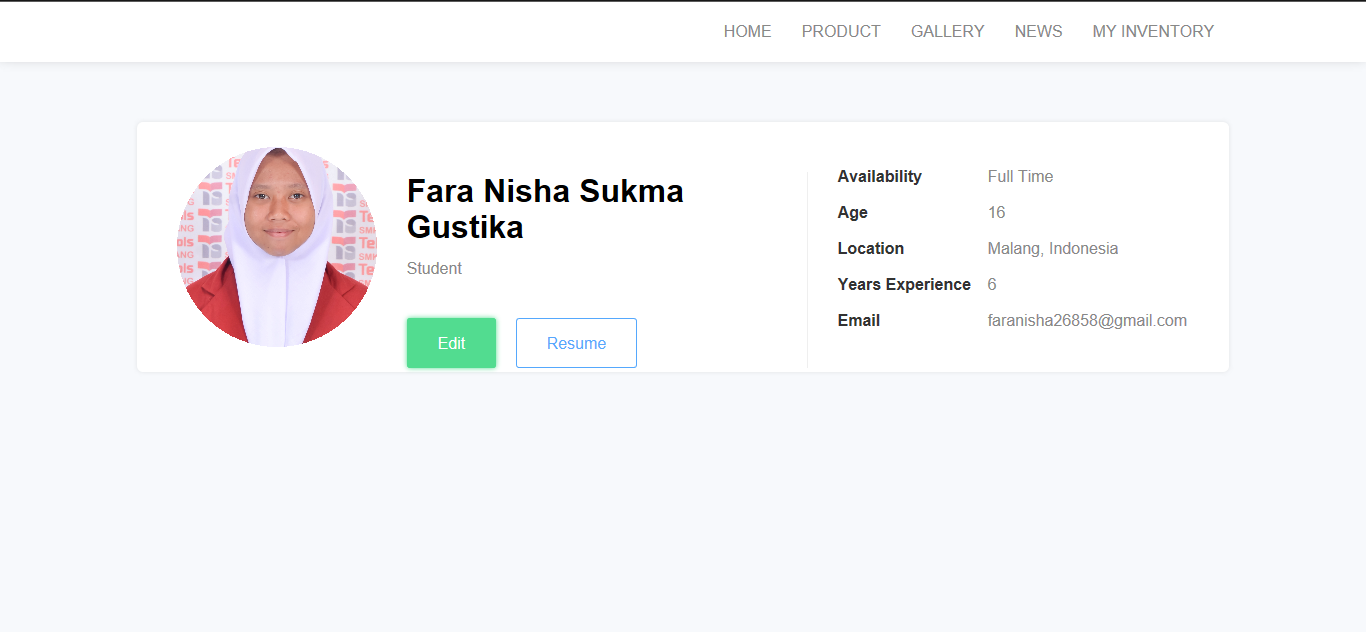 HOME PRODUCT GALLERY NEWS MY INVENTORY
Fara Nisha Sukma
Gustika
Student
Edit Resume
Availability Full Time
Age 16
Location Malang, Indonesia
Years Experience 6
Email faranisha26858@gmail.com